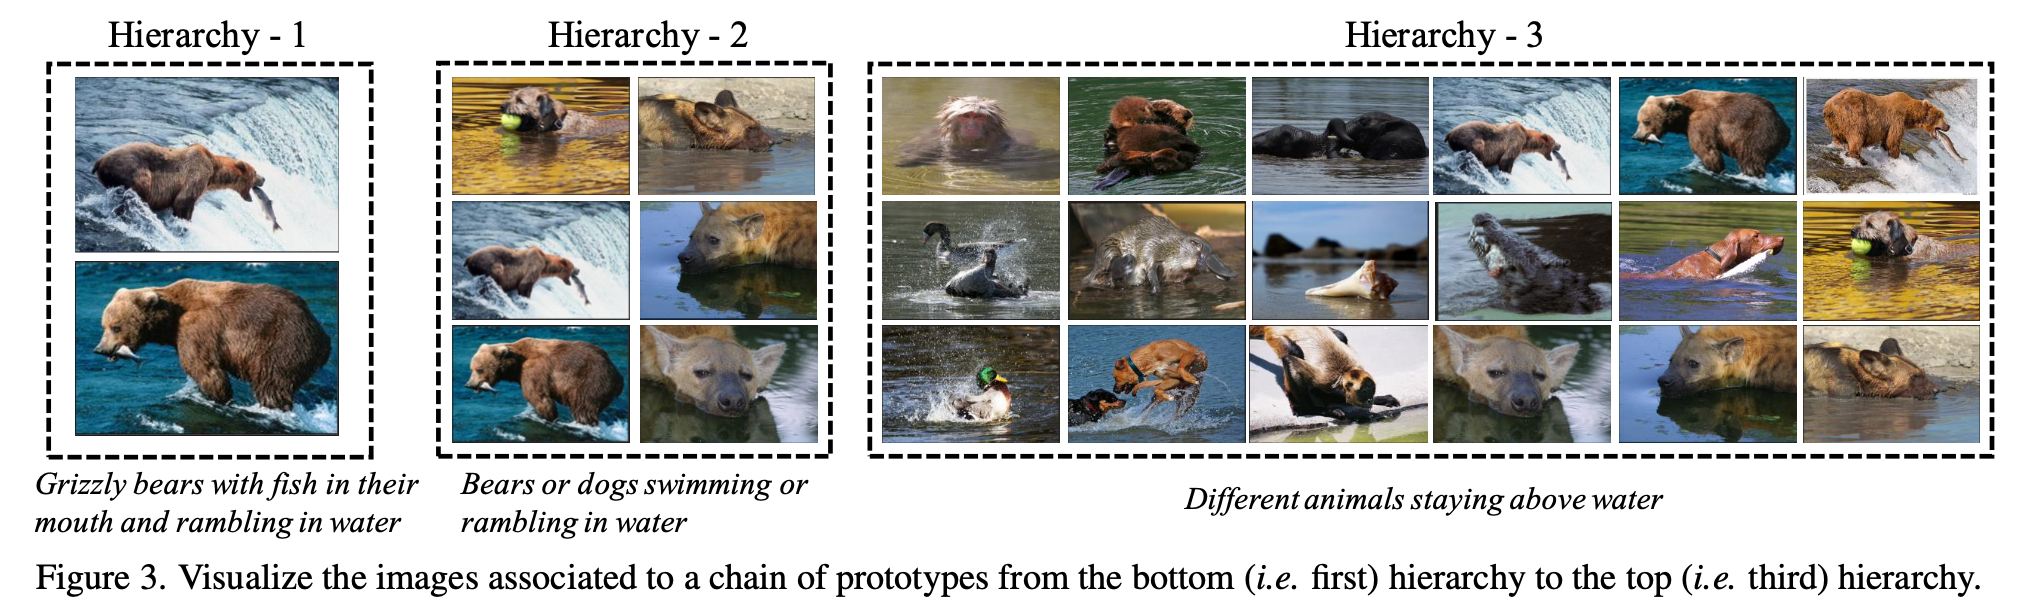 Hierarchy - 1
Hierarchy - 2
Hierarchy - 3
Grizzly bears with fish in their
mouth and rambling in water
Bears or dogs swimming or
rambling in water
Different animals staying above water
Figure 3. Visualize the images associated to a chain of prototypes from the bottom (i.e. first) hierarchy to the top (i.e. third) hierarchy.